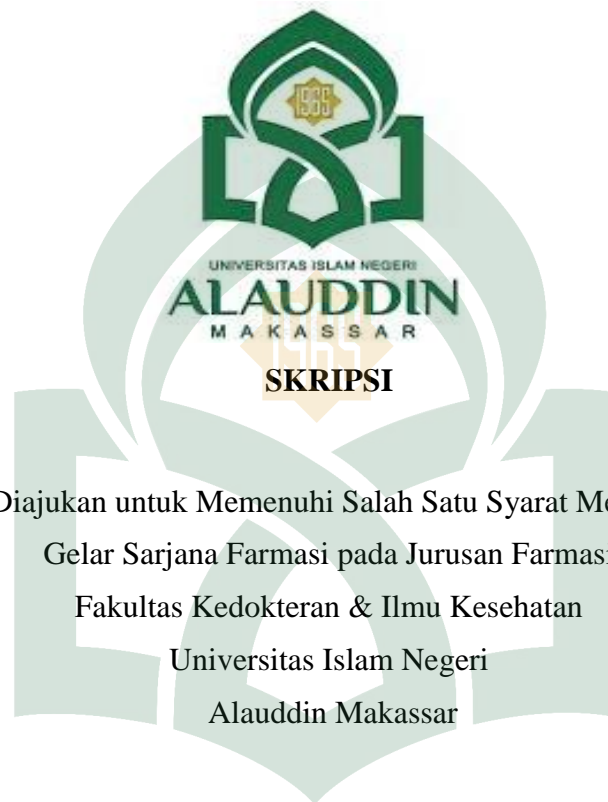 1965
UNIVERSITAS ISLAM NEGERI
ALAUDDIN
MAKASSAR
1965
SKRIPSI
Diajukan untuk Memenuhi Salah Satu Syarat
Gelar Sarjana Farmasi pada Jurusan Farmasi
Fakultas Kedokteran & Ilmu Kesehatan
Universitas Islam Negeri
Alauddin Makassar